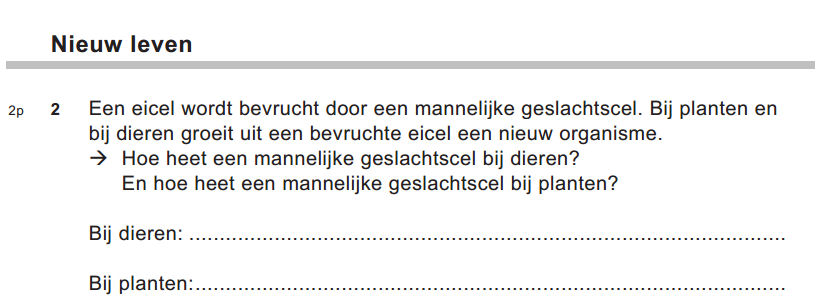 Nieuw leven
2p 2 Een eicel wordt bevrucht door een mannelijke geslachtscel. Bij planten en
bij dieren groeit uit een bevruchte eicel een nieuw organisme.
→ Hoe heet een mannelijke geslachtscel bij dieren?
En hoe heet een mannelijke geslachtscel bij planten?
Bij dieren: ....................................................................................................
Bij planten:...................................................................................................